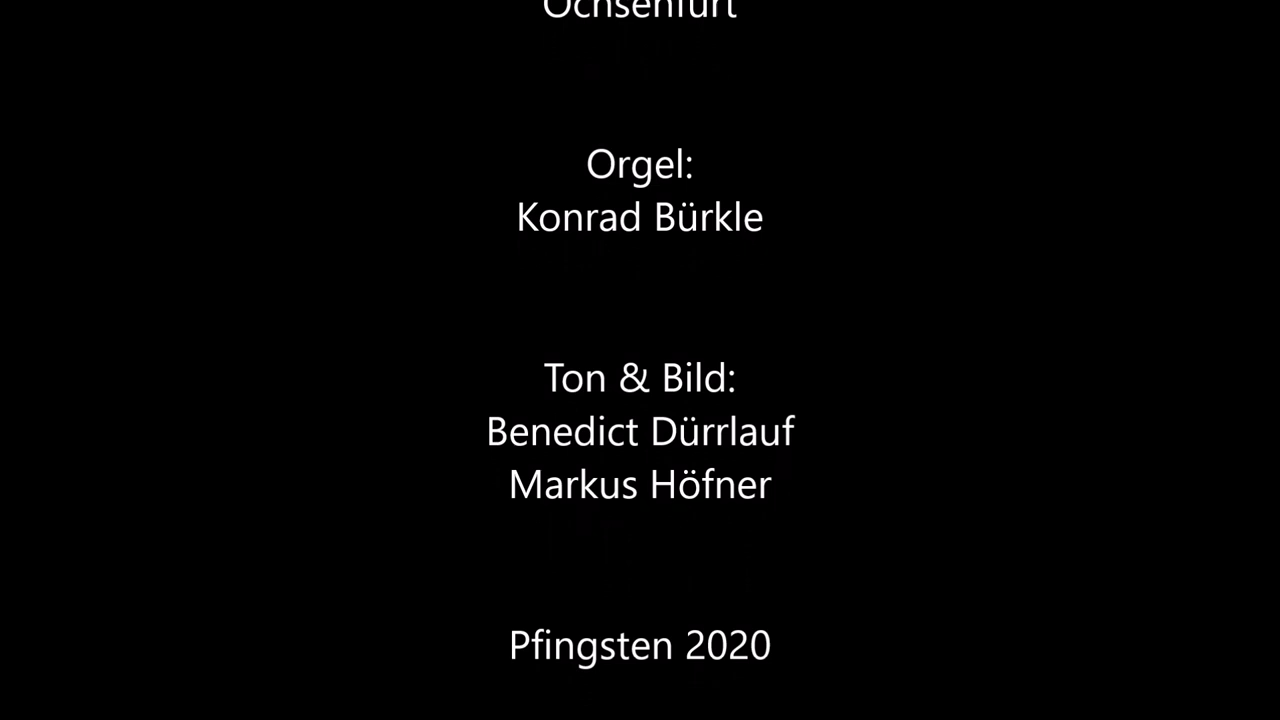 Ochsenfurt
Orgel:
Konrad Bürkle
Ton & Bild:
Benedict Dürrlauf
Markus Höfner
Pfingsten 2020